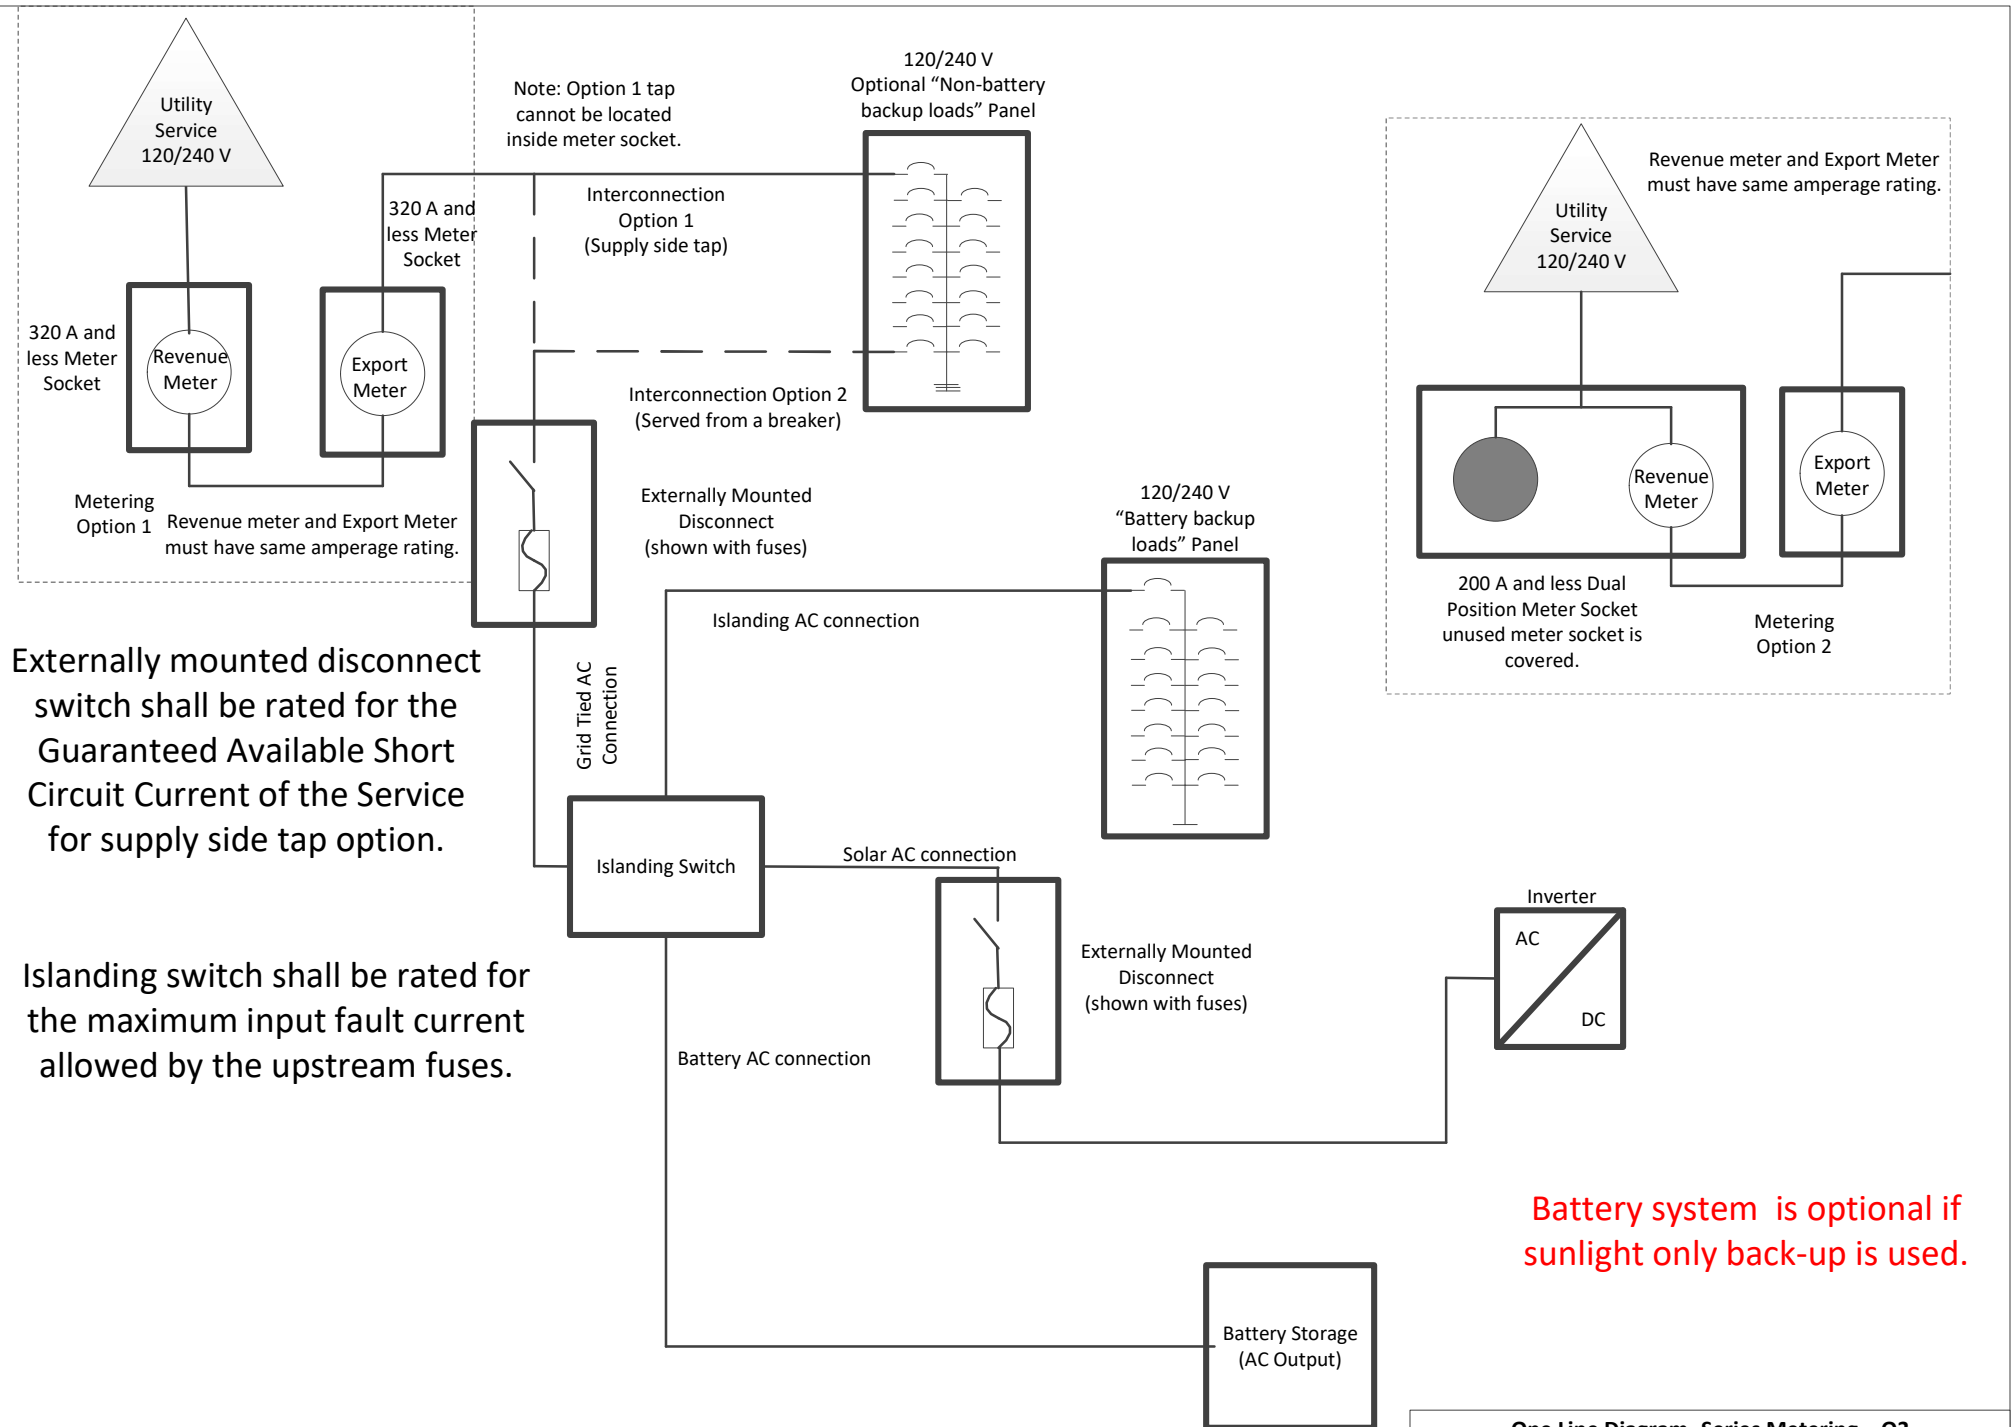 Utility
Service
120/240 V
Note: Option 1 tap
cannot be located
inside meter socket.
120/240 V
Optional “Non-battery
backup loads” Panel
320 A and
less Meter
Socket
Interconnection
Option 1
(Supply side tap)
320 A and
less Meter
Socket
Revenue
Meter
Export
Meter
Interconnection Option 2
(Served from a breaker)
Metering
Option 1
Revenue meter and Export Meter
must have same amperage rating.
Externally Mounted
Disconnect
(shown with fuses)
Revenue meter and Export Meter
must have same amperage rating.
Utility
Service
120/240 V
Revenue
Meter
Export
Meter
200 A and less Dual
Position Meter Socket
unused meter socket is
covered.
Metering
Option 2
120/240 V
“Battery backup
loads” Panel
Islanding AC connection
Grid Tied AC
Connection
Externally mounted disconnect
switch shall be rated for the
Guaranteed Available Short
Circuit Current of the Service
for supply side tap option.
Islanding Switch
Solar AC connection
Islanding switch shall be rated for
the maximum input fault current
allowed by the upstream fuses.
Externally Mounted
Disconnect
(shown with fuses)
Inverter
AC
DC
Battery AC connection
Battery system  is optional if
sunlight only back-up is used.
Battery Storage
(AC Output)
One Line Diagram- Series Metering – O2